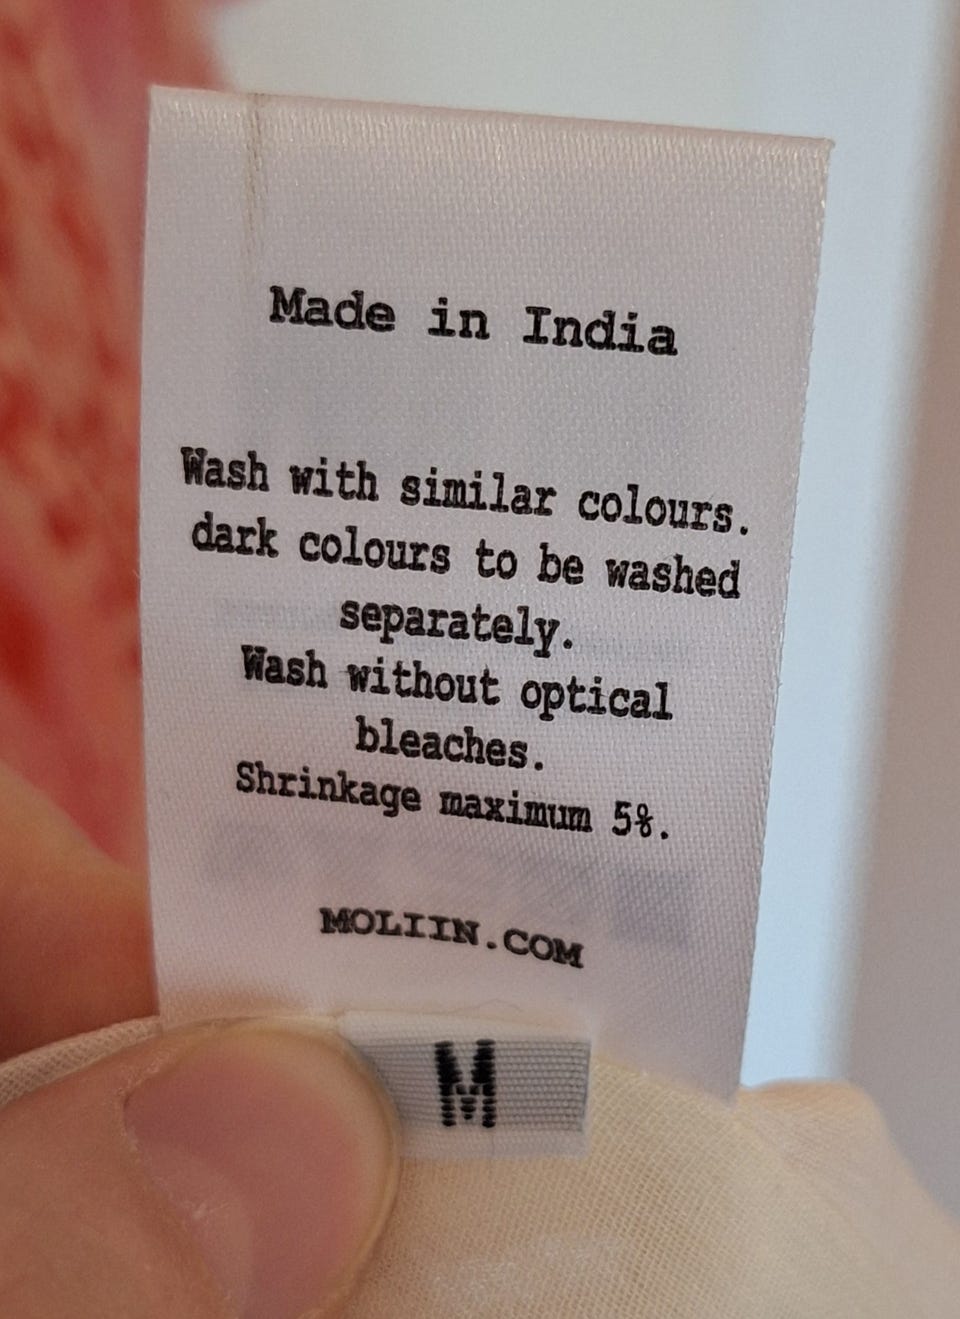 Made in India
Wash with similar colours.
dark colours to be washed
separately.
Wash without optical
bleaches.
Shrinkage maximum 5%.
MOLIIN.COM
M